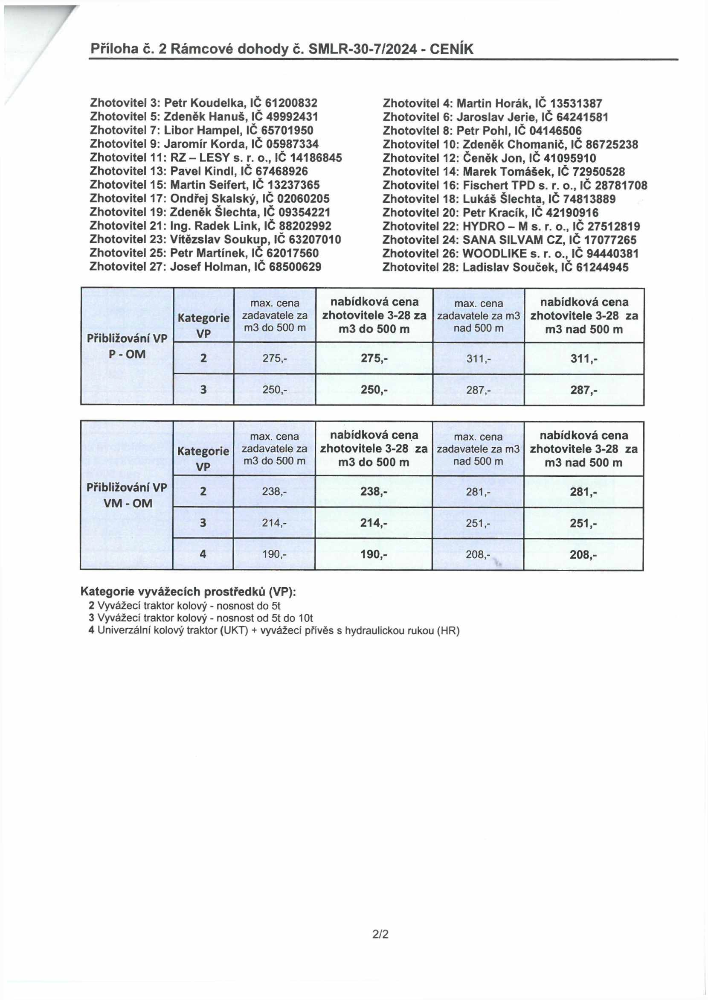 Příloha č. 2 Rámcové dohody č. SMLR-30-7/2024 - CENÍK
Zhotovitel 3: Petr Koudelka, IČ 61200832
Zhotovitel 4: Martin Horák, IČ 13531387
Zhotovitel 5: Zdeněk Hanuš, IČ 49992431
Zhotovitel 6: Jaroslav Jerie, IČ 64241581
Zhotovitel 7: Libor Hampel, IČ 65701950
Zhotovitel 8: Petr Pohl, IČ 04146506
Zhotovitel 9: Jaromír Korda, IČ 05987334
Zhotovitel 10: Zdeněk Chomanič, IČ 86725238
Zhotovitel 11: RZ – LESY s. r. o., IČ 14186845
Zhotovitel 12: Čeněk Jon, IČ 41095910
Zhotovitel 13: Pavel Kindl, IČ 67468926
Zhotovitel 14: Marek Tomášek, IČ 72950528
Zhotovitel 15: Martin Seifert, IČ 13237365
Zhotovitel 16: Fischert TPD s. r. o., IČ 28781708
Zhotovitel 17: Ondřej Skalský, IČ 02060205
Zhotovitel 18: Lukáš Šlechta, IČ 74813889
Zhotovitel 19: Zdeněk Šlechta, IČ 09354221
Zhotovitel 20: Petr Kracík, IČ 42190916
Zhotovitel 21: Ing. Radek Link, IČ 88202992
Zhotovitel 22: HYDRO – M s. r. o., IČ 27512819
Zhotovitel 23: Vítězslav Soukup, IČ 63207010
Zhotovitel 24: SANA SILVAM CZ, IČ 17077265
Zhotovitel 25: Petr Martínek, IČ 62017560
Zhotovitel 26: WOODLIKE s. r. o., IČ 94440381
Zhotovitel 27: Josef Holman, IČ 68500629
Zhotovitel 28: Ladislav Souček, IČ 61244945
Přibližování VP
P - OM
Kategorie
VP
max. cena
zadavatele za
m3 do 500 m
nabídková cena
zhotovitele 3-28 za
m3 do 500 m
max. cena
zadavatele za m3
nad 500 m
nabídková cena
zhotovitele 3-28 za
m3 nad 500 m
2 275,- 275,- 311,- 311,-
3 250,- 250,- 287,- 287,-
Přibližování VP
VM - OM
Kategorie
VP
max. cena
zadavatele za
m3 do 500 m
nabídková cena
zhotovitele 3-28 za
m3 do 500 m
max. cena
zadavatele za m3
nad 500 m
nabídková cena
zhotovitele 3-28 za
m3 nad 500 m
2 238,- 238,- 281,- 281,-
3 214,- 214,- 251,- 251,-
4 190,- 190,- 208,- 208,-
Kategorie vyvážecích prostředků (VP):
2 Vyvážecí traktor kolový - nosnost do 5t
3 Vyvážecí traktor kolový - nosnost od 5t do 10t
4 Univerzální kolový traktor (UKT) + vyvážecí přívěs s hydraulickou rukou (HR)
2/2